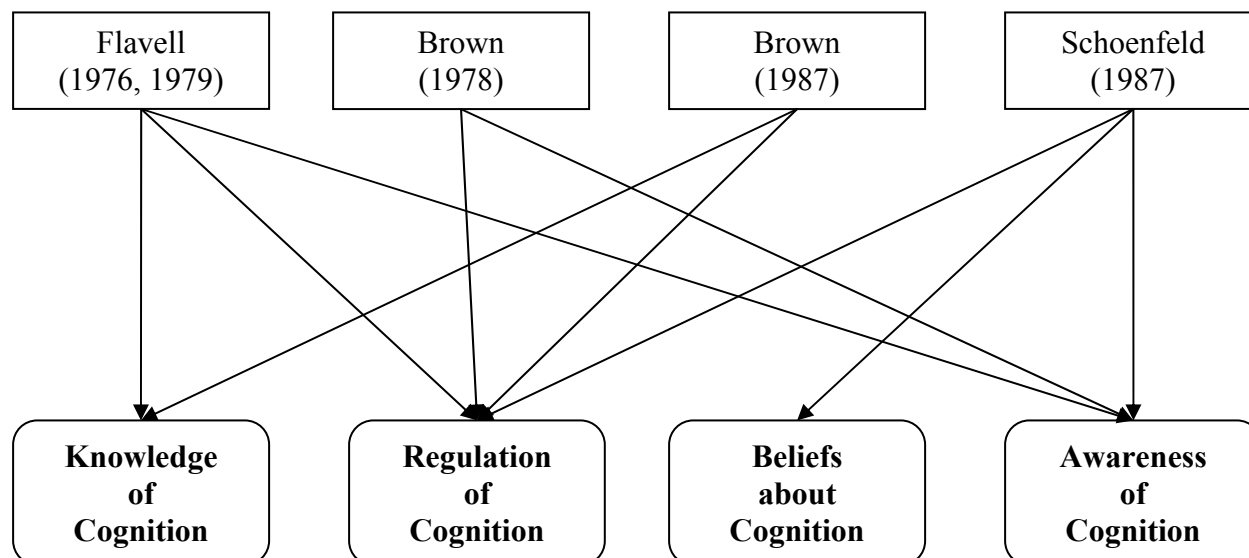 Flavell
(1976, 1979)
Brown
(1978)
Brown
(1987)
Schoenfeld
(1987)
Knowledge
of
Cognition
Regulation
of
Cognition
Beliefs
about
Cognition
Awareness
of
Cognition